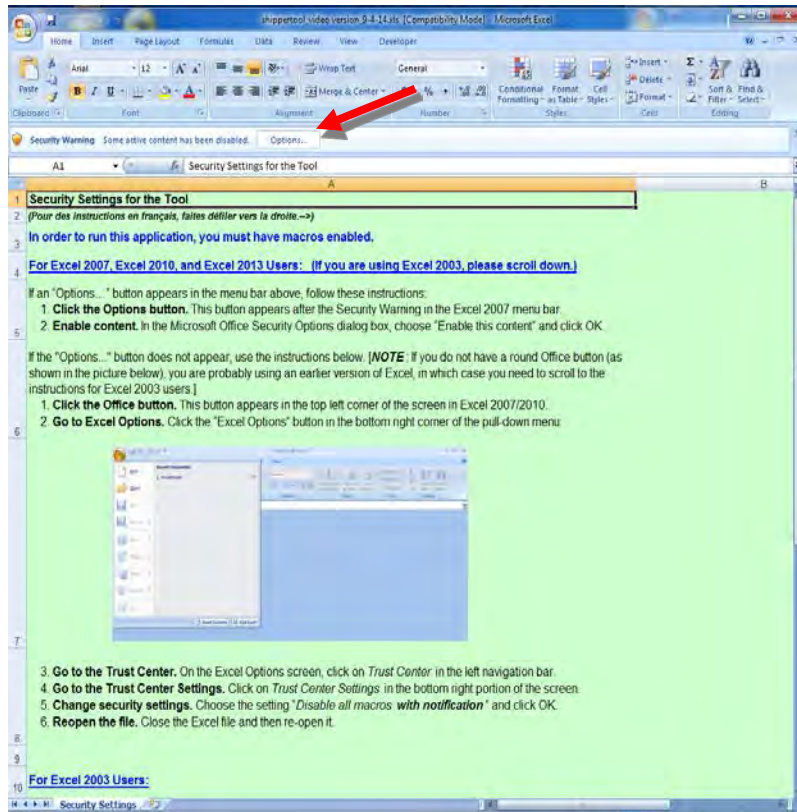 shippertool_video version_9-4-14.xls [Compatibility Mode] - Microsoft Excel
Home Insert Page Layout Formulas Data Review View Developer
Arial 12 Wrap Text General Insert
Paste Merge & Center Conditional Format Cell Delete Sort & Find &
Formatting as Table Styles Format Filter Select
Clipboard Font Alignment Number Styles Cells Editing
Security Warning Some active content has been disabled. Options...
A1 fx Security Settings for the Tool
A B
1 Security Settings for the Tool
2 (Pour des instructions en français, faites défiler vers la droite.-->)
3 In order to run this application, you must have macros enabled.
4 For Excel 2007, Excel 2010, and Excel 2013 Users: (If you are using Excel 2003, please scroll down.)
If an "Options... " button appears in the menu bar above, follow these instructions:
1. Click the Options button. This button appears after the Security Warning in the Excel 2007 menu bar.
2. Enable content. In the Microsoft Office Security Options dialog box, choose "Enable this content" and click OK.
5
If the "Options..." button does not appear, use the instructions below. [NOTE: If you do not have a round Office button (as
shown in the picture below), you are probably using an earlier version of Excel, in which case you need to scroll to the
instructions for Excel 2003 users.]
1. Click the Office button. This button appears in the top left corner of the screen in Excel 2007/2010.
2. Go to Excel Options. Click the "Excel Options" button in the bottom right corner of the pull-down menu:
6
7
3. Go to the Trust Center. On the Excel Options screen, click on Trust Center in the left navigation bar.
4. Go to the Trust Center Settings. Click on Trust Center Settings in the bottom right portion of the screen.
5. Change security settings. Choose the setting "Disable all macros with notification" and click OK.
6. Reopen the file. Close the Excel file and then re-open it.
8
9
10 For Excel 2003 Users:
Security Settings